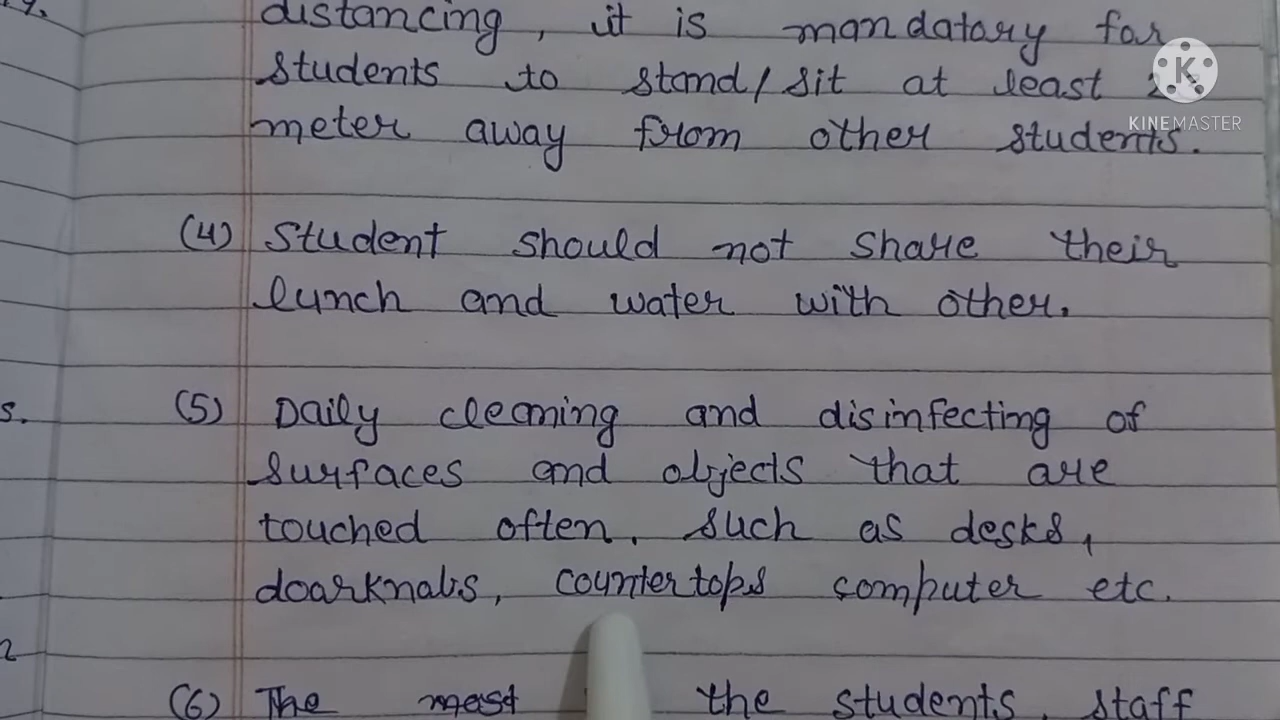 distancing, it is mandatory for
students to stand/sit at least
meter away from other students.
KINEMASTER
(4) Student should not share their
lunch and water with other.
(5) Daily cleaning and disinfecting of
surfaces and objects that are
touched often. such as desks,
doarknabs, countertops computer etc.
(6) The mast the students, staff